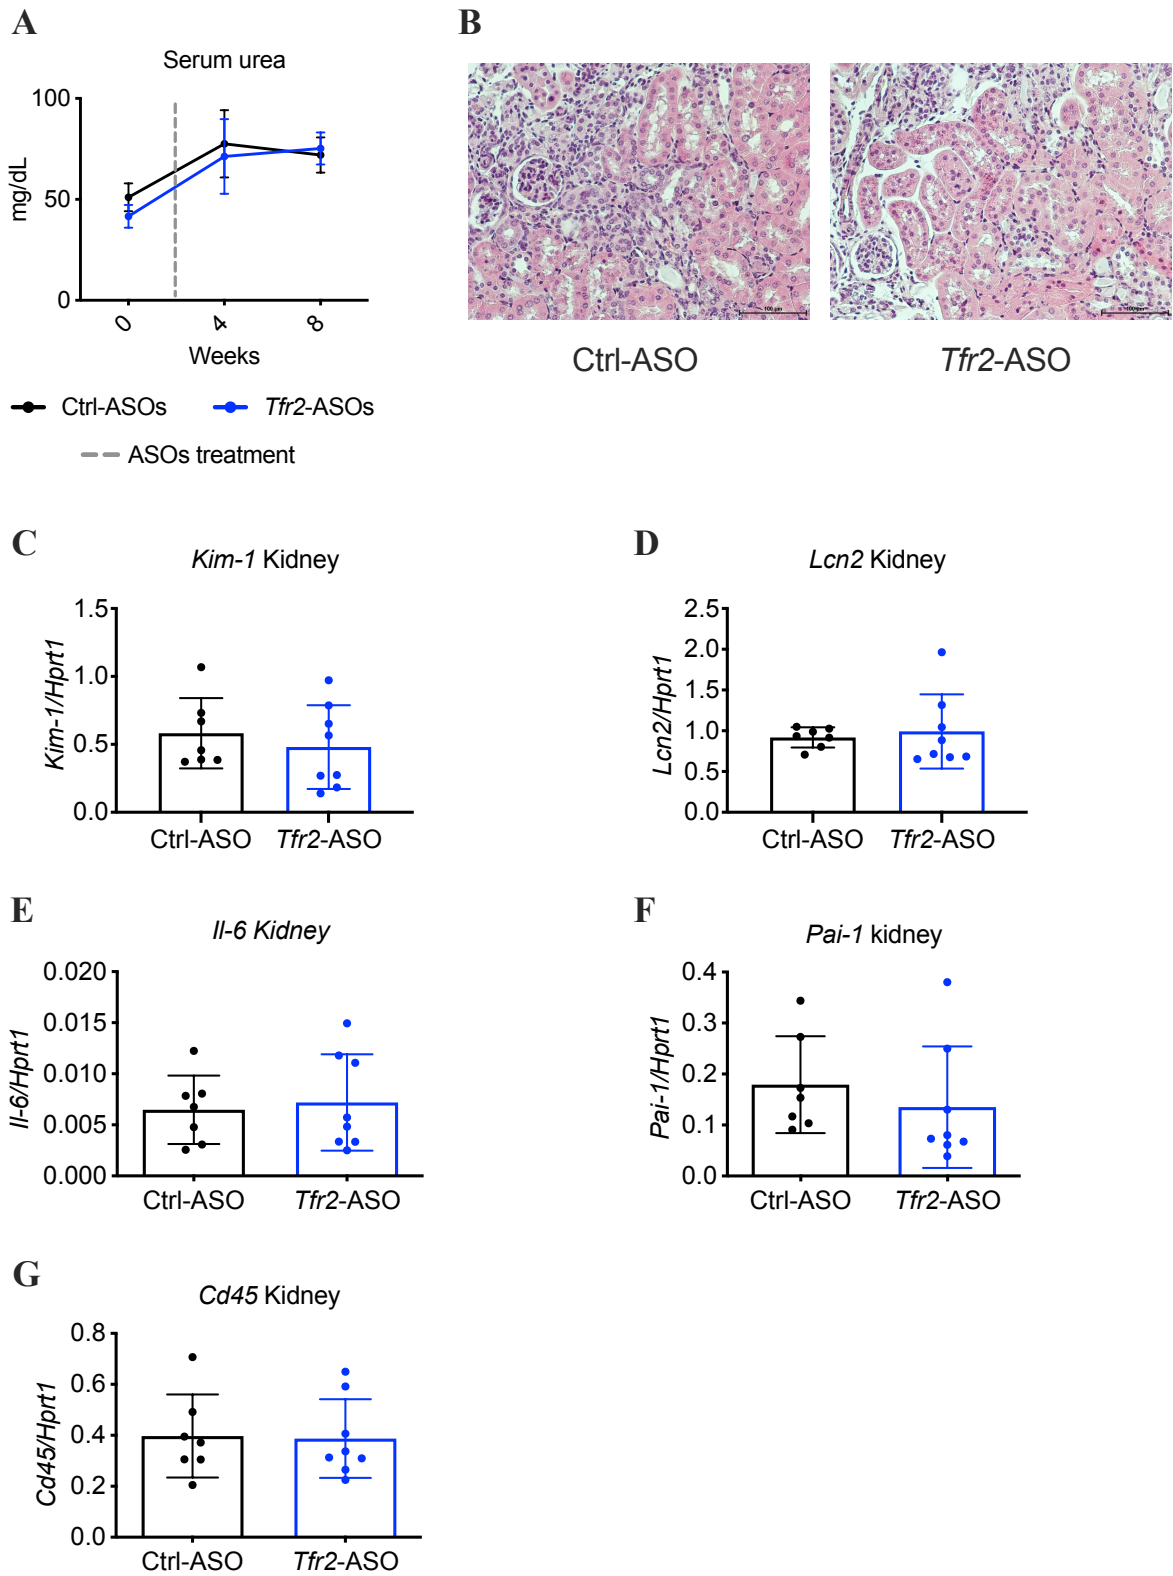 A
Serum urea
100
50
0
mg/dL
0 4 8
Weeks
Ctrl-ASOs Tfr2-ASOs
ASOs treatment
B
100 µm
100 µm
Ctrl-ASO Tfr2-ASO
C
Kim-1 Kidney
1.5
1.0
0.5
0.0
Kim-1/Hprt1
Ctrl-ASO Tfr2-ASO
D
Lcn2 Kidney
2.5
2.0
1.5
1.0
0.5
0.0
Lcn2/Hprt1
Ctrl-ASO Tfr2-ASO
E
Il-6 Kidney
0.020
0.015
0.010
0.005
0.000
Il-6/Hprt1
Ctrl-ASO Tfr2-ASO
F
Pai-1 kidney
0.4
0.3
0.2
0.1
0.0
Pai-1/Hprt1
Ctrl-ASO Tfr2-ASO
G
Cd45 Kidney
0.8
0.6
0.4
0.2
0.0
Cd45/Hprt1
Ctrl-ASO Tfr2-ASO